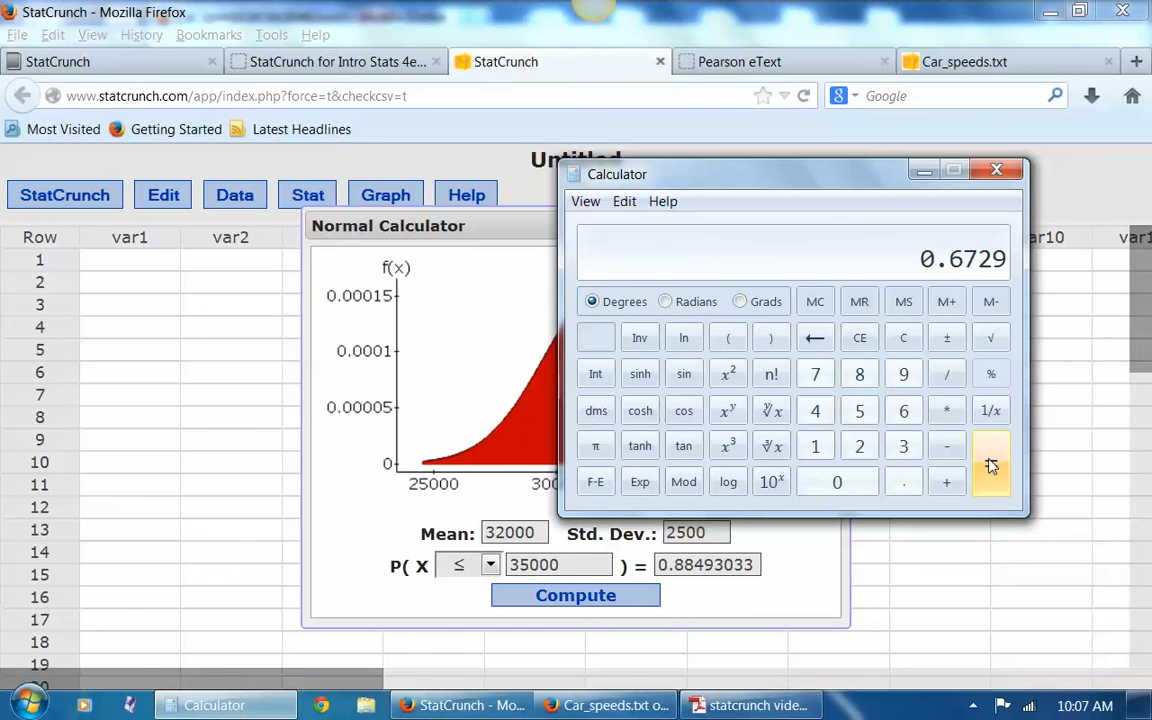 StatCrunch - Mozilla Firefox
File Edit View History Bookmarks Tools Help
StatCrunch
StatCrunch for Intro Stats 4e...
StatCrunch
Pearson eText
Car_speeds.txt
www.statcrunch.com/app/index.php?force=t&checkcsv=t
Google
Most Visited Getting Started Latest Headlines
StatCrunch Edit Data Stat Graph Help
Row var1 var2
1
2
3
4
5
6
7
8
9
10
11
12
13
14
15
16
17
18
19
Normal Calculator
f(x)
0.00015
0.0001
0.00005
0
25000
Mean: 32000 Std. Dev.: 2500
P( X ≤ 35000 ) = 0.88493033
Compute
Calculator
View Edit Help
0.6729
Degrees Radians Grads MC MR MS M+ M-
Inv ln ( ) ← CE C ± √
Int sinh sin x² n! 7 8 9 / %
dms cosh cos xʸ ʸ√x 4 5 6 * 1/x
π tanh tan x³ ³√x 1 2 3 -
F-E Exp Mod log 10ˣ 0 . +
Calculator
StatCrunch - Mo...
Car_speeds.txt o...
statcrunch vide...
10:07 AM